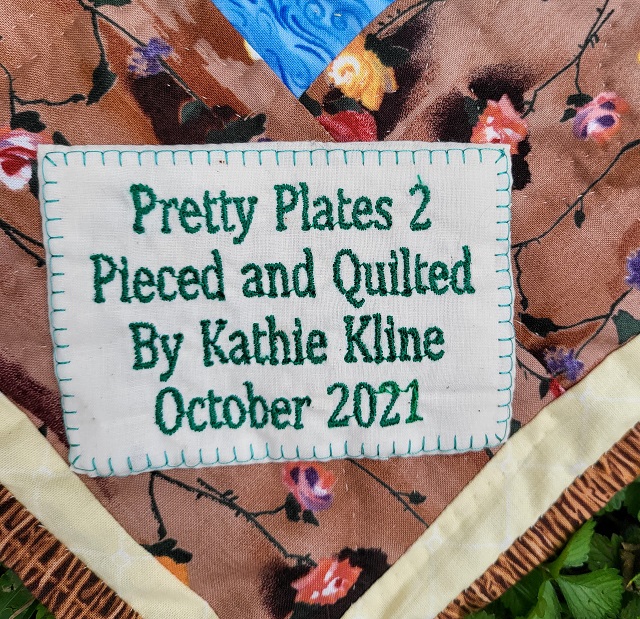 Pretty Plates 2
Pieced and Quilted
By Kathie Kline
October 2021